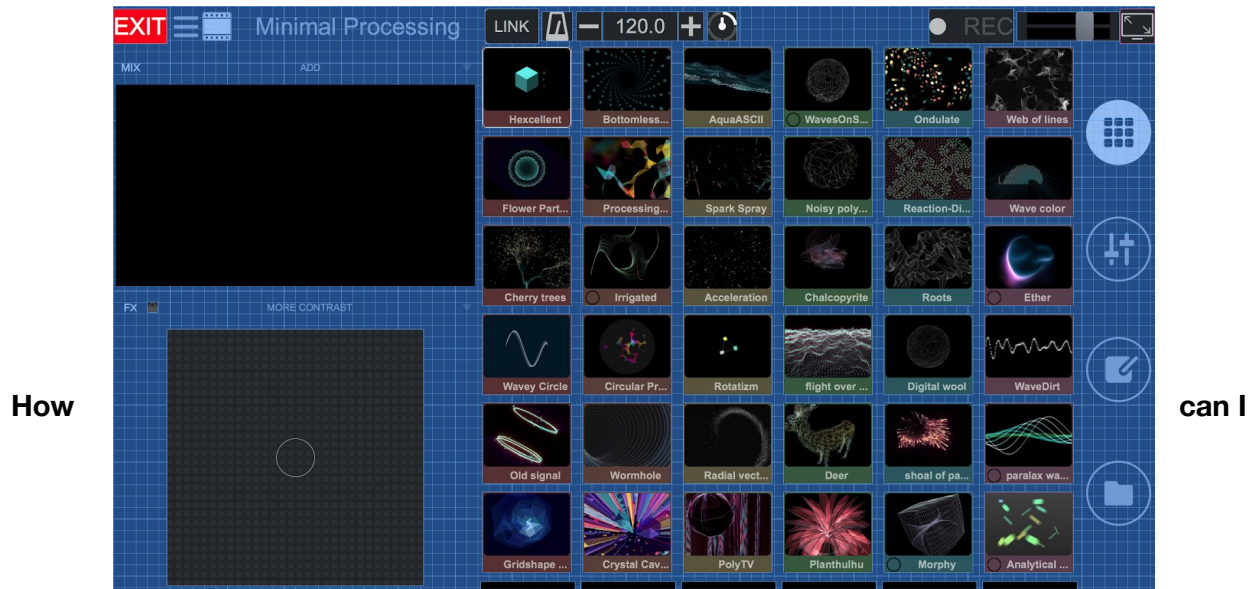 EXIT Minimal Processing LINK 120.0 REC
MIX ADD
Hexcellent Bottomless... AquaASCII WavesOnS... Ondulate Web of lines
Flower Part... Processing... Spark Spray Noisy poly... Reaction-Di... Wave color
Cherry trees Irrigated Acceleration Chalcopyrite Roots Ether
FX MORE CONTRAST
Wavey Circle Circular Pr... Rotatizm flight over ... Digital wool WaveDirt
How can I
Old signal Wormhole Radial vect... Deer shoal of pa... paralax wa...
Gridshape ... Crystal Cav... PolyTV Planthulhu Morphy Analytical ...